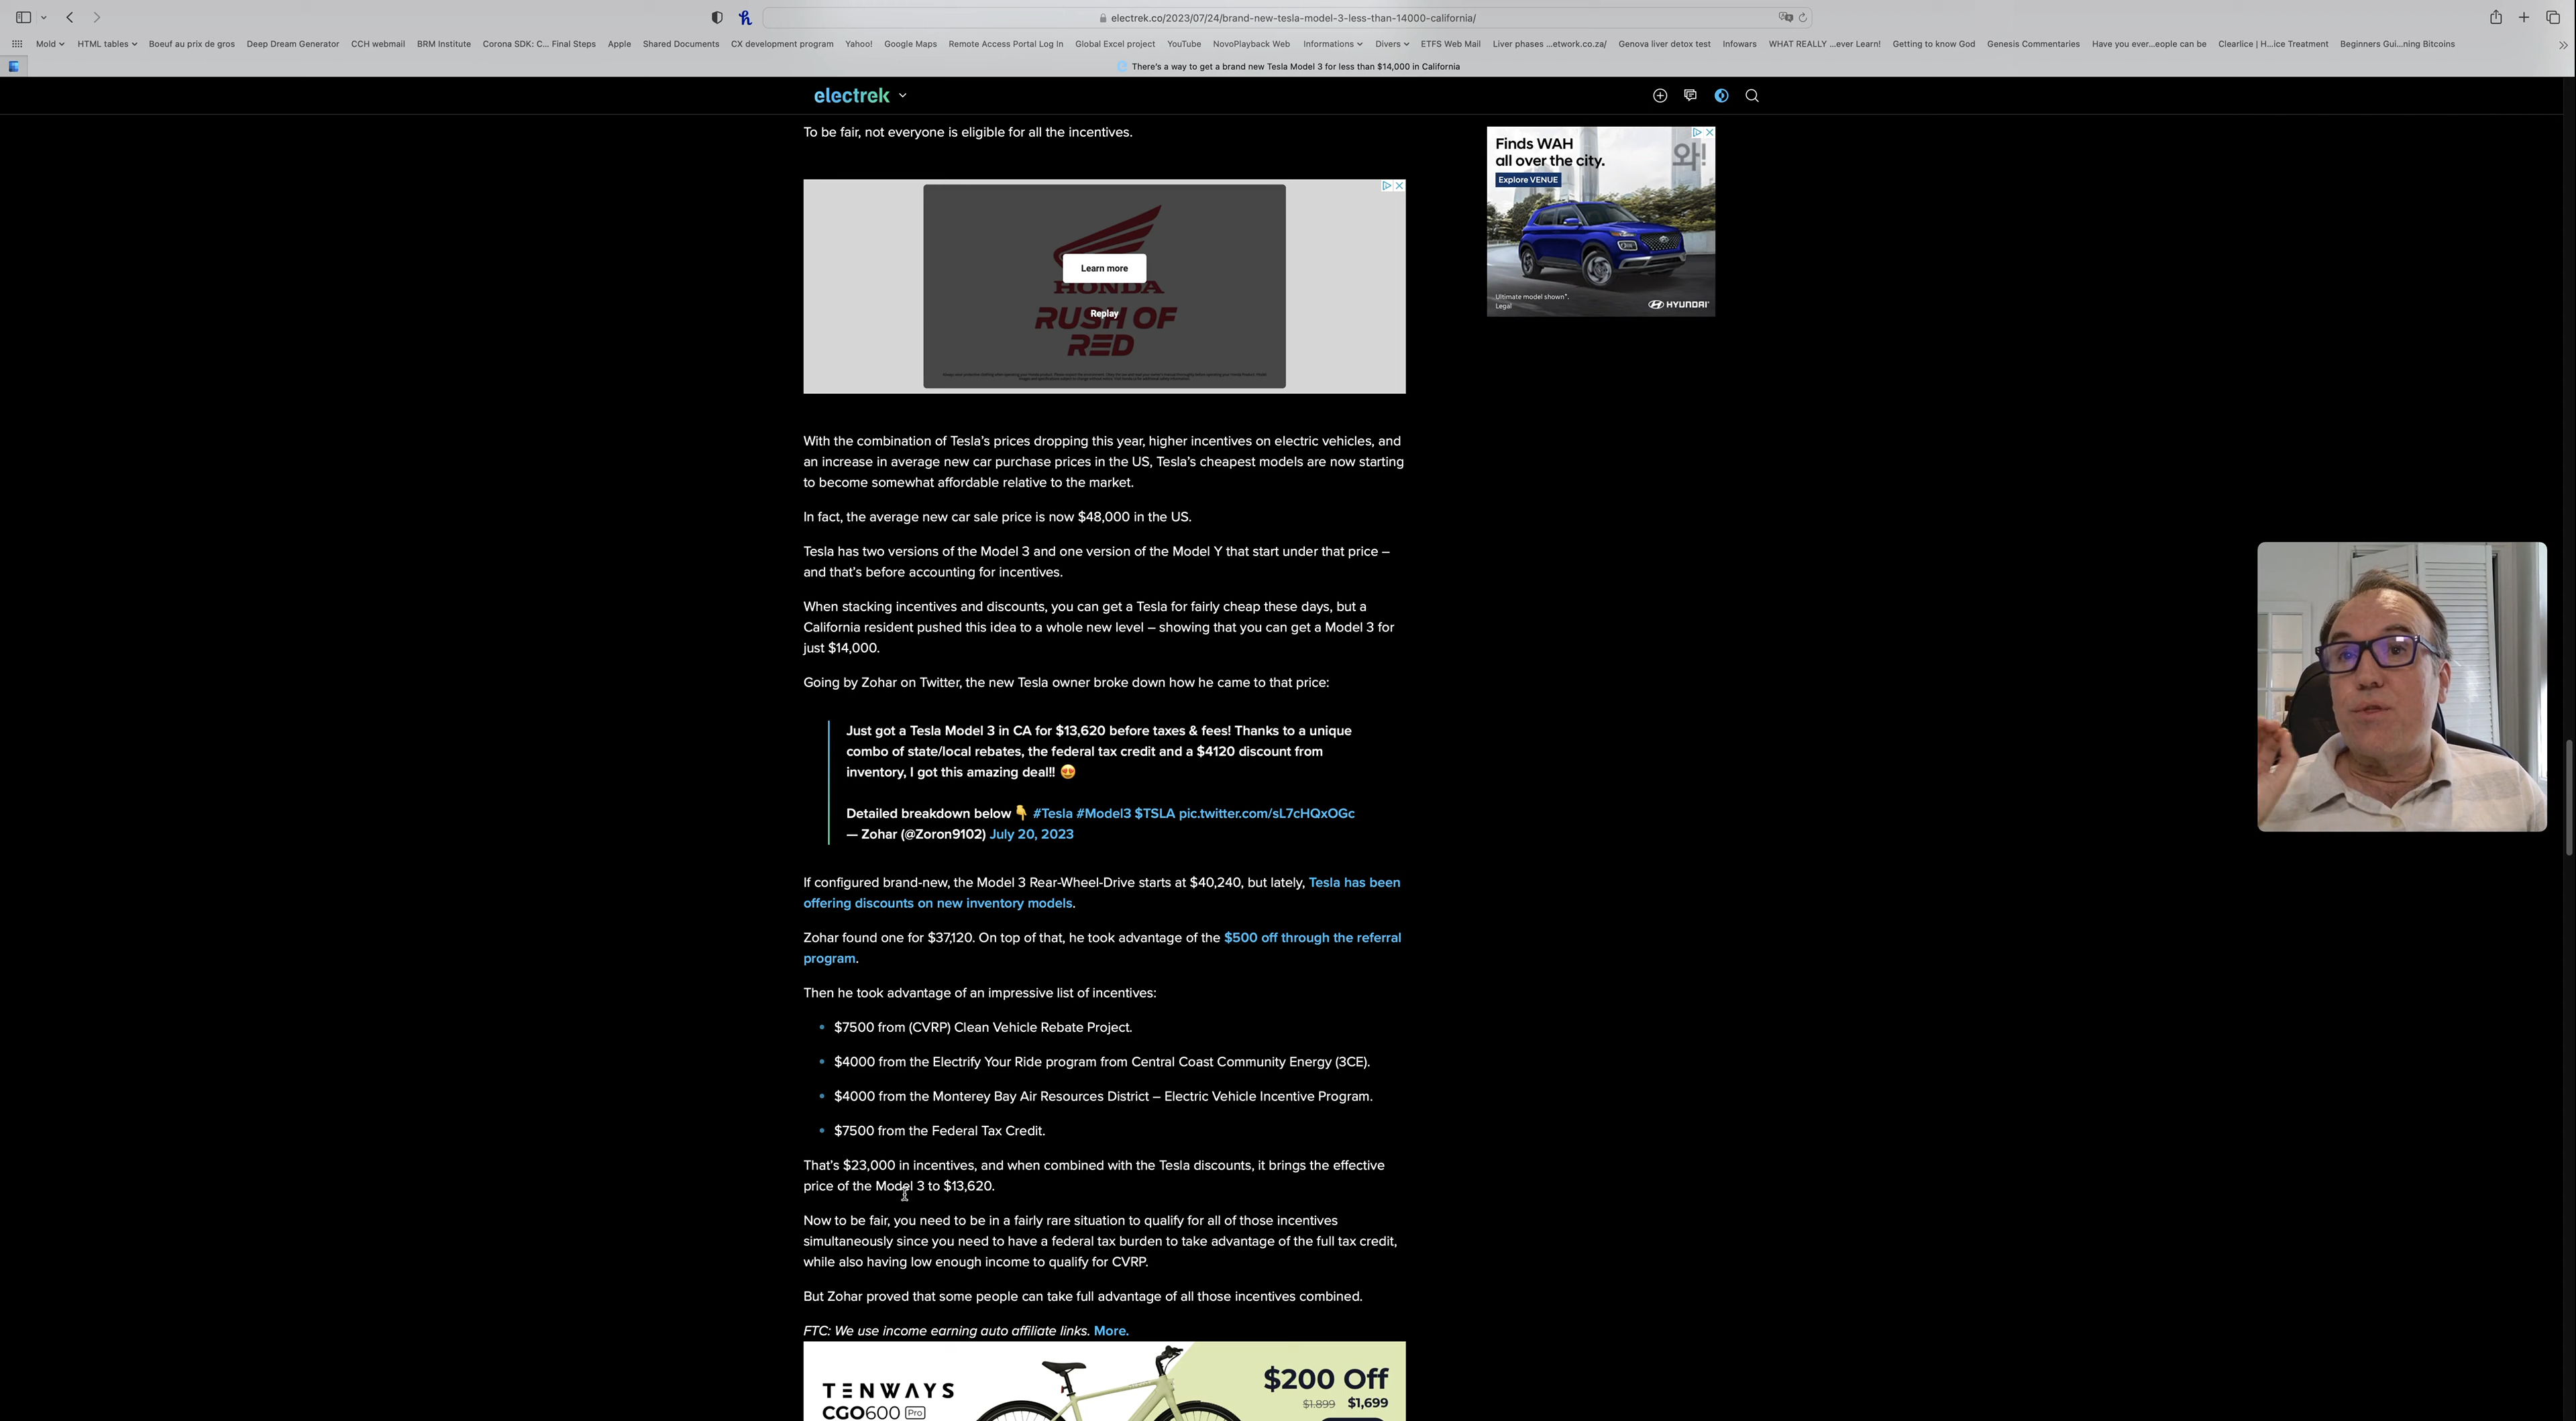 electrek.co/2023/07/24/brand-new-tesla-model-3-less-than-14000-california/
Mold HTML tables Boeuf au prix de gros Deep Dream Generator CCH webmail BRM Institute Corona SDK: C... Final Steps Apple Shared Documents CX development program Yahoo! Google Maps Remote Access Portal Log In Global Excel project YouTube NovoPlayback Web Informations Divers ETFS Web Mail Liver phases ...etwork.co.za/ Genova liver detox test Infowars WHAT REALLY ...ever Learn! Getting to know God Genesis Commentaries Have you ever...eople can be Clearlice | H...ice Treatment Beginners Gui...ning Bitcoins
There's a way to get a brand new Tesla Model 3 for less than $14,000 in California
electrek
To be fair, not everyone is eligible for all the incentives.
Finds WAH
all over the city.
와!
Explore VENUE
Ultimate model shown*.
Legal
HYUNDAI
Learn more
HONDA
Replay
RUSH OF
RED
With the combination of Tesla's prices dropping this year, higher incentives on electric vehicles, and
an increase in average new car purchase prices in the US, Tesla's cheapest models are now starting
to become somewhat affordable relative to the market.
In fact, the average new car sale price is now $48,000 in the US.
Tesla has two versions of the Model 3 and one version of the Model Y that start under that price –
and that's before accounting for incentives.
When stacking incentives and discounts, you can get a Tesla for fairly cheap these days, but a
California resident pushed this idea to a whole new level – showing that you can get a Model 3 for
just $14,000.
Going by Zohar on Twitter, the new Tesla owner broke down how he came to that price:
Just got a Tesla Model 3 in CA for $13,620 before taxes & fees! Thanks to a unique
combo of state/local rebates, the federal tax credit and a $4120 discount from
inventory, I got this amazing deal!! 😍
Detailed breakdown below 👇 #Tesla #Model3 $TSLA pic.twitter.com/sL7cHQxOGc
— Zohar (@Zoron9102) July 20, 2023
If configured brand-new, the Model 3 Rear-Wheel-Drive starts at $40,240, but lately, Tesla has been
offering discounts on new inventory models.
Zohar found one for $37,120. On top of that, he took advantage of the $500 off through the referral
program.
Then he took advantage of an impressive list of incentives:
• $7500 from (CVRP) Clean Vehicle Rebate Project.
• $4000 from the Electrify Your Ride program from Central Coast Community Energy (3CE).
• $4000 from the Monterey Bay Air Resources District – Electric Vehicle Incentive Program.
• $7500 from the Federal Tax Credit.
That's $23,000 in incentives, and when combined with the Tesla discounts, it brings the effective
price of the Model 3 to $13,620.
Now to be fair, you need to be in a fairly rare situation to qualify for all of those incentives
simultaneously since you need to have a federal tax burden to take advantage of the full tax credit,
while also having low enough income to qualify for CVRP.
But Zohar proved that some people can take full advantage of all those incentives combined.
FTC: We use income earning auto affiliate links. More.
TENWAYS
CGO600 Pro
$200 Off
$1.899 $1,699